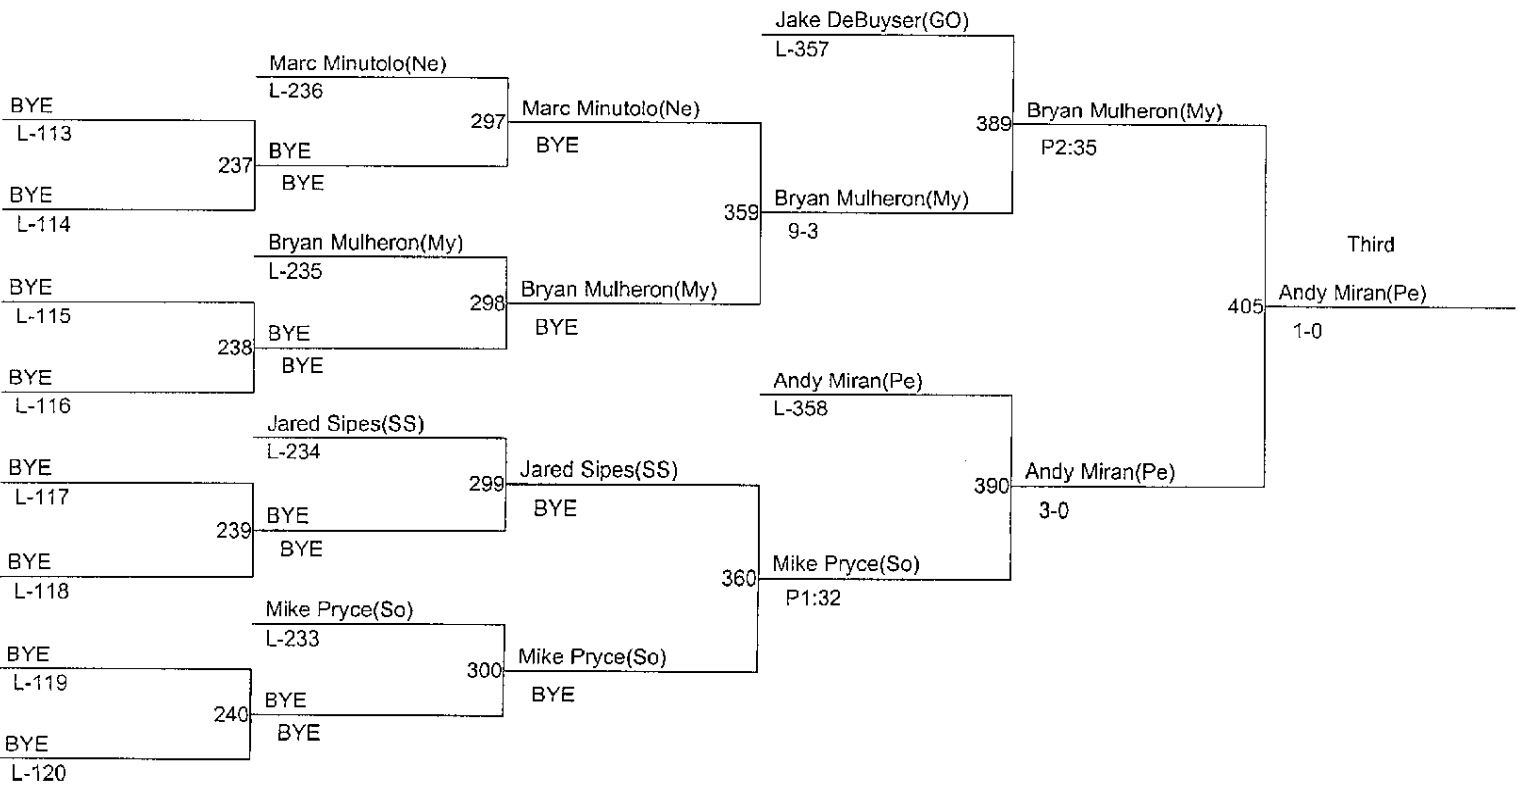 Jake DeBuyser(GO)
L-357
Marc Minutolo(Ne)
L-236
BYE
L-113
297
Marc Minutolo(Ne)
BYE
389
Bryan Mulheron(My)
P2:35
237
BYE
BYE
BYE
L-114
359
Bryan Mulheron(My)
9-3
Bryan Mulheron(My)
L-235
Third
BYE
L-115
298
Bryan Mulheron(My)
BYE
405
Andy Miran(Pe)
1-0
238
BYE
BYE
BYE
L-116
Andy Miran(Pe)
L-358
Jared Sipes(SS)
L-234
BYE
L-117
299
Jared Sipes(SS)
BYE
390
Andy Miran(Pe)
3-0
239
BYE
BYE
BYE
L-118
360
Mike Pryce(So)
P1:32
Mike Pryce(So)
L-233
BYE
L-119
300
Mike Pryce(So)
BYE
240
BYE
BYE
BYE
L-120